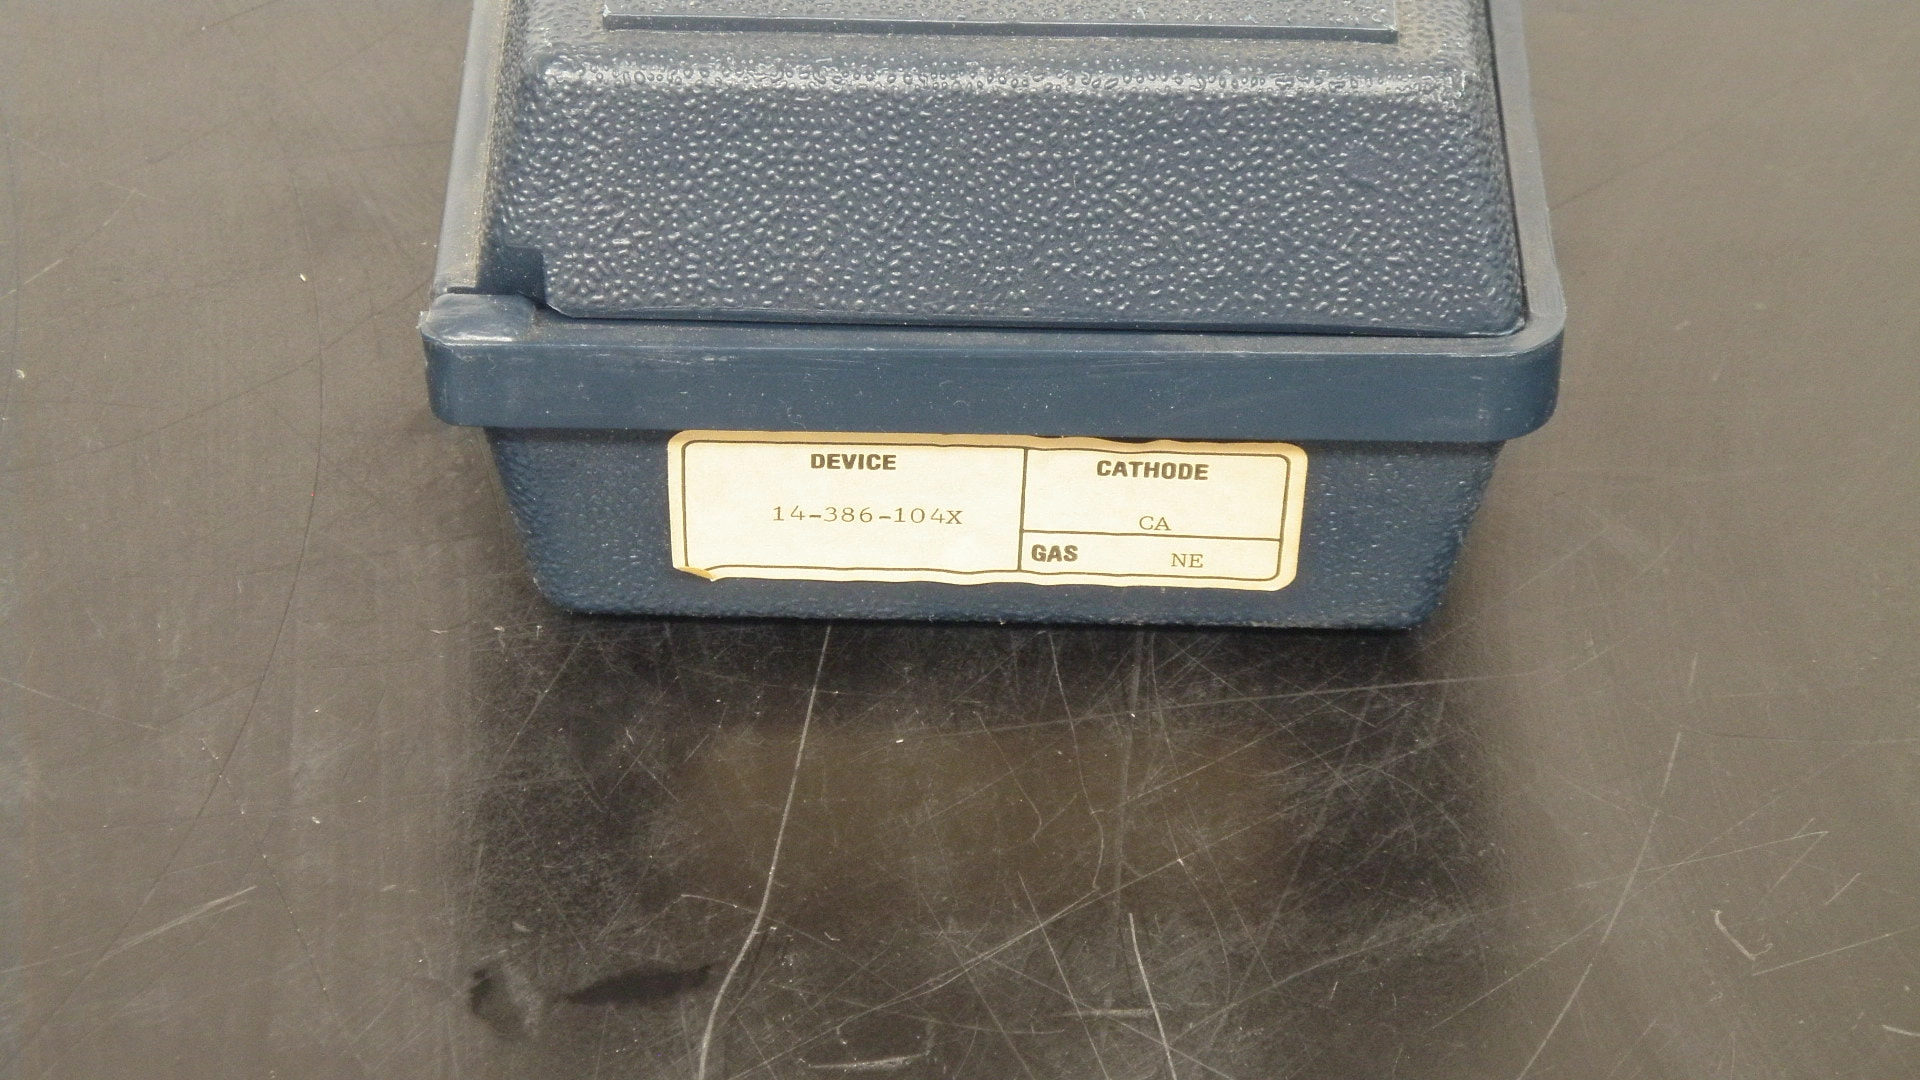 DEVICE
14-386-104X
CATHODE
CA
GAS NE